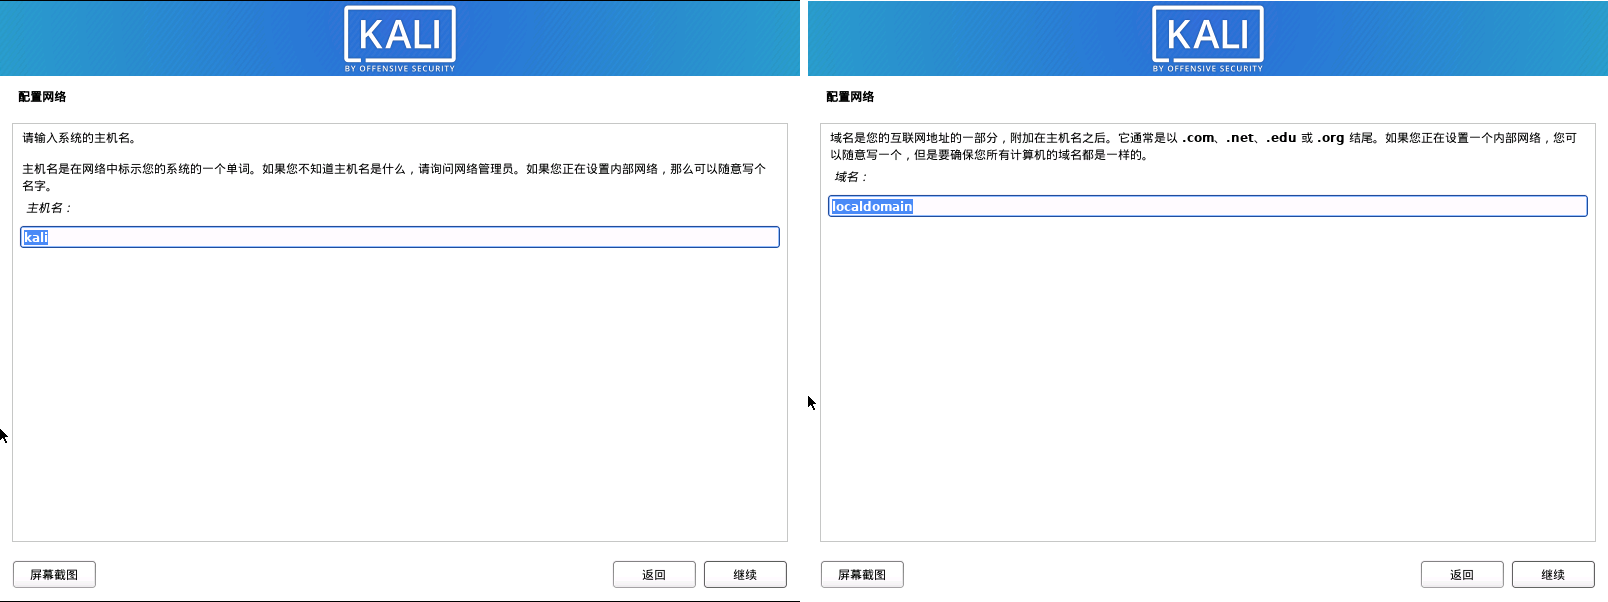 KALI
BY OFFENSIVE SECURITY
配置网络
请输入系统的主机名。
主机名是在网络中标示您的系统的一个单词。如果您不知道主机名是什么，请询问网络管理员。如果您正在设置内部网络，那么可以随意写个
名字。
主机名：
kali
屏幕截图
返回
继续
KALI
BY OFFENSIVE SECURITY
配置网络
域名是您的互联网地址的一部分，附加在主机名之后。它通常是以 .com、.net、.edu 或 .org 结尾。如果您正在设置一个内部网络，您可
以随意写一个，但是要确保您所有计算机的域名都是一样的。
域名：
localdomain
屏幕截图
返回
继续